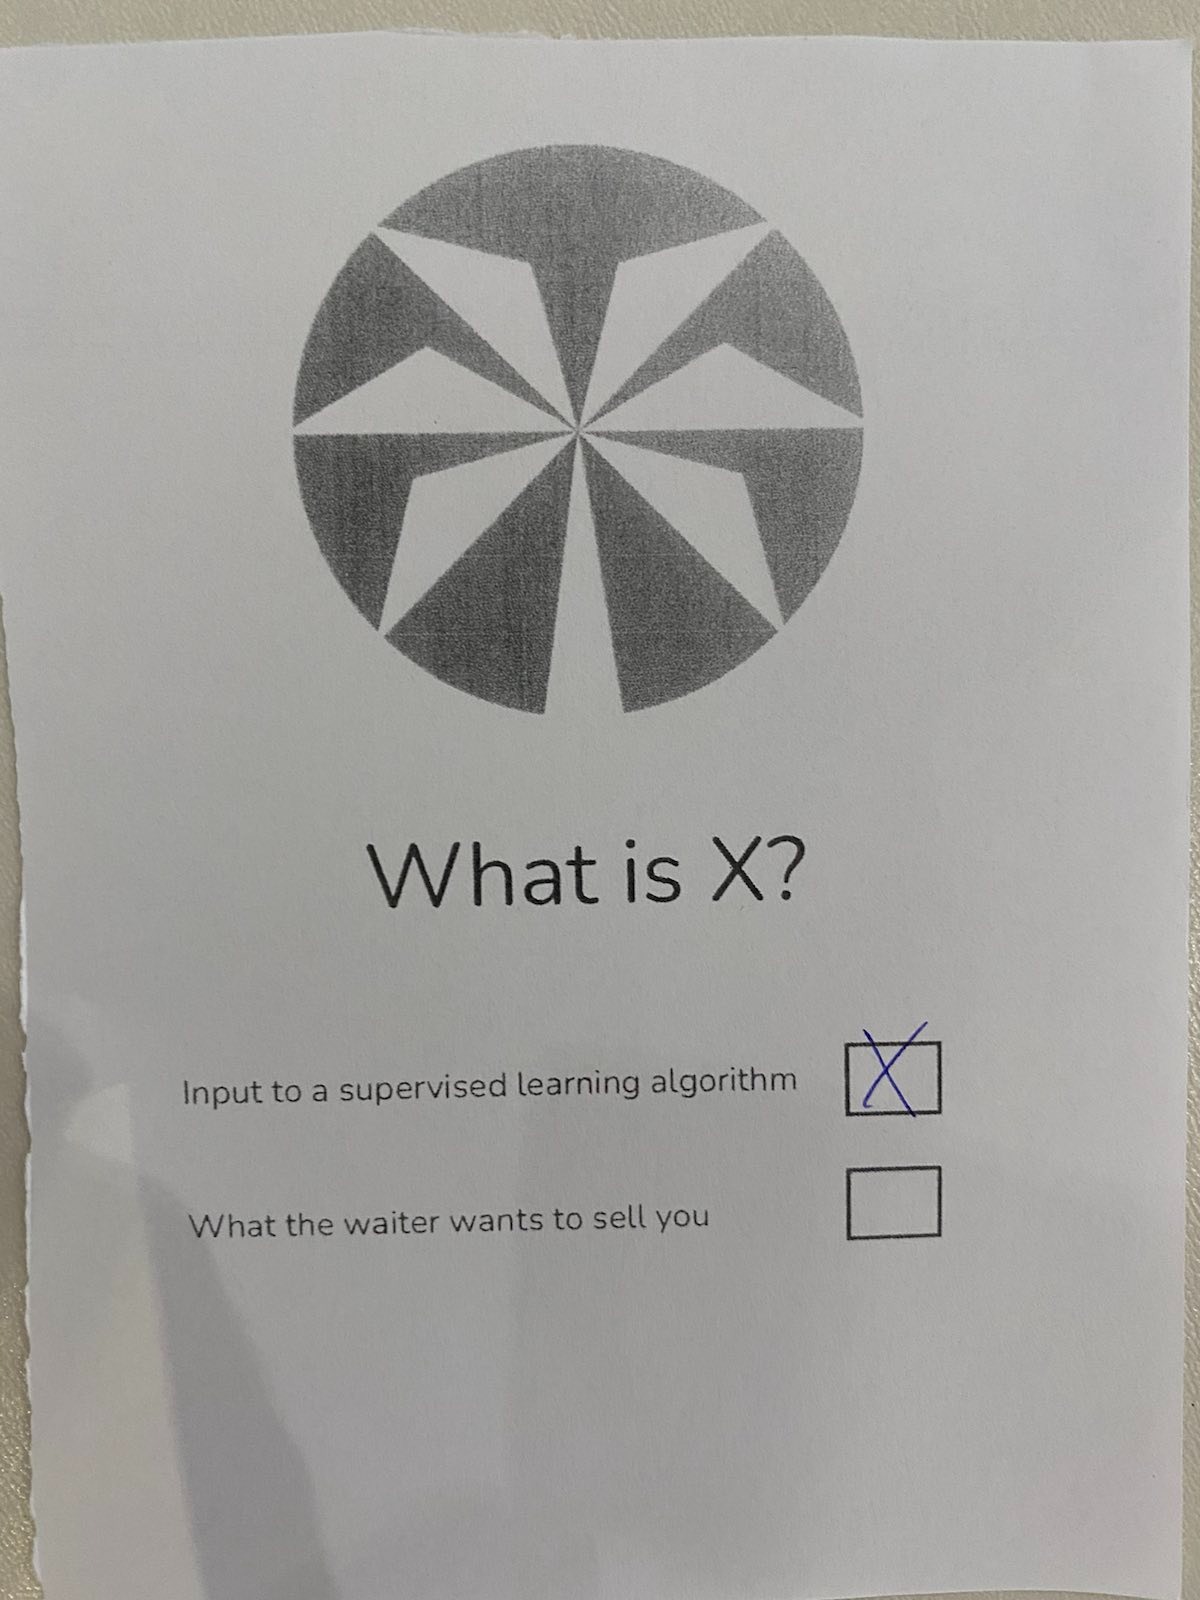 What is X?
Input to a supervised learning algorithm X
What the waiter wants to sell you